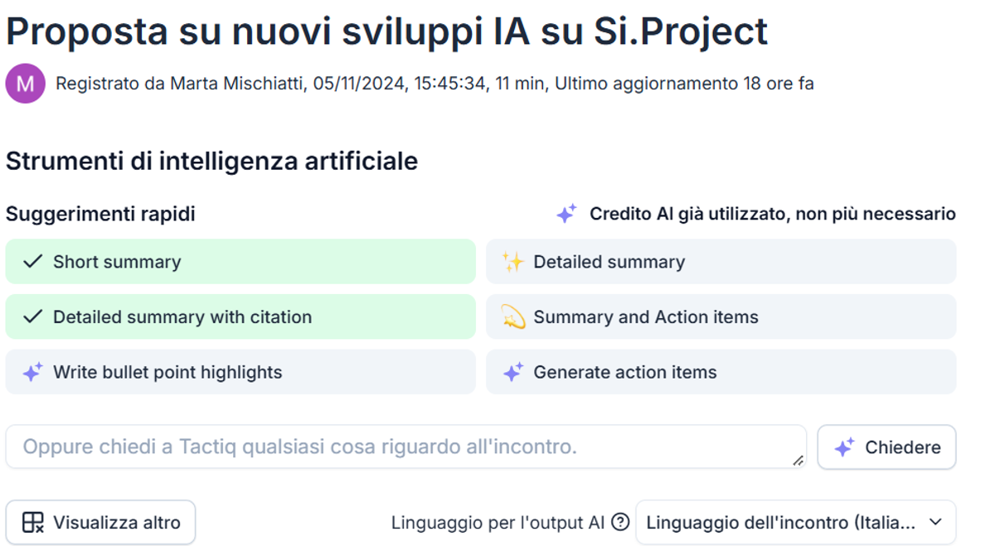 Proposta su nuovi sviluppi IA su Si.Project
M
Registrato da Marta Mischiatti, 05/11/2024, 15:45:34, 11 min, Ultimo aggiornamento 18 ore fa
Strumenti di intelligenza artificiale
Suggerimenti rapidi
Credito AI già utilizzato, non più necessario
Short summary
Detailed summary
Detailed summary with citation
Summary and Action items
Write bullet point highlights
Generate action items
Oppure chiedi a Tactiq qualsiasi cosa riguardo all'incontro.
Chiedere
Visualizza altro
Linguaggio per l'output AI ?
Linguaggio dell'incontro (Italia...